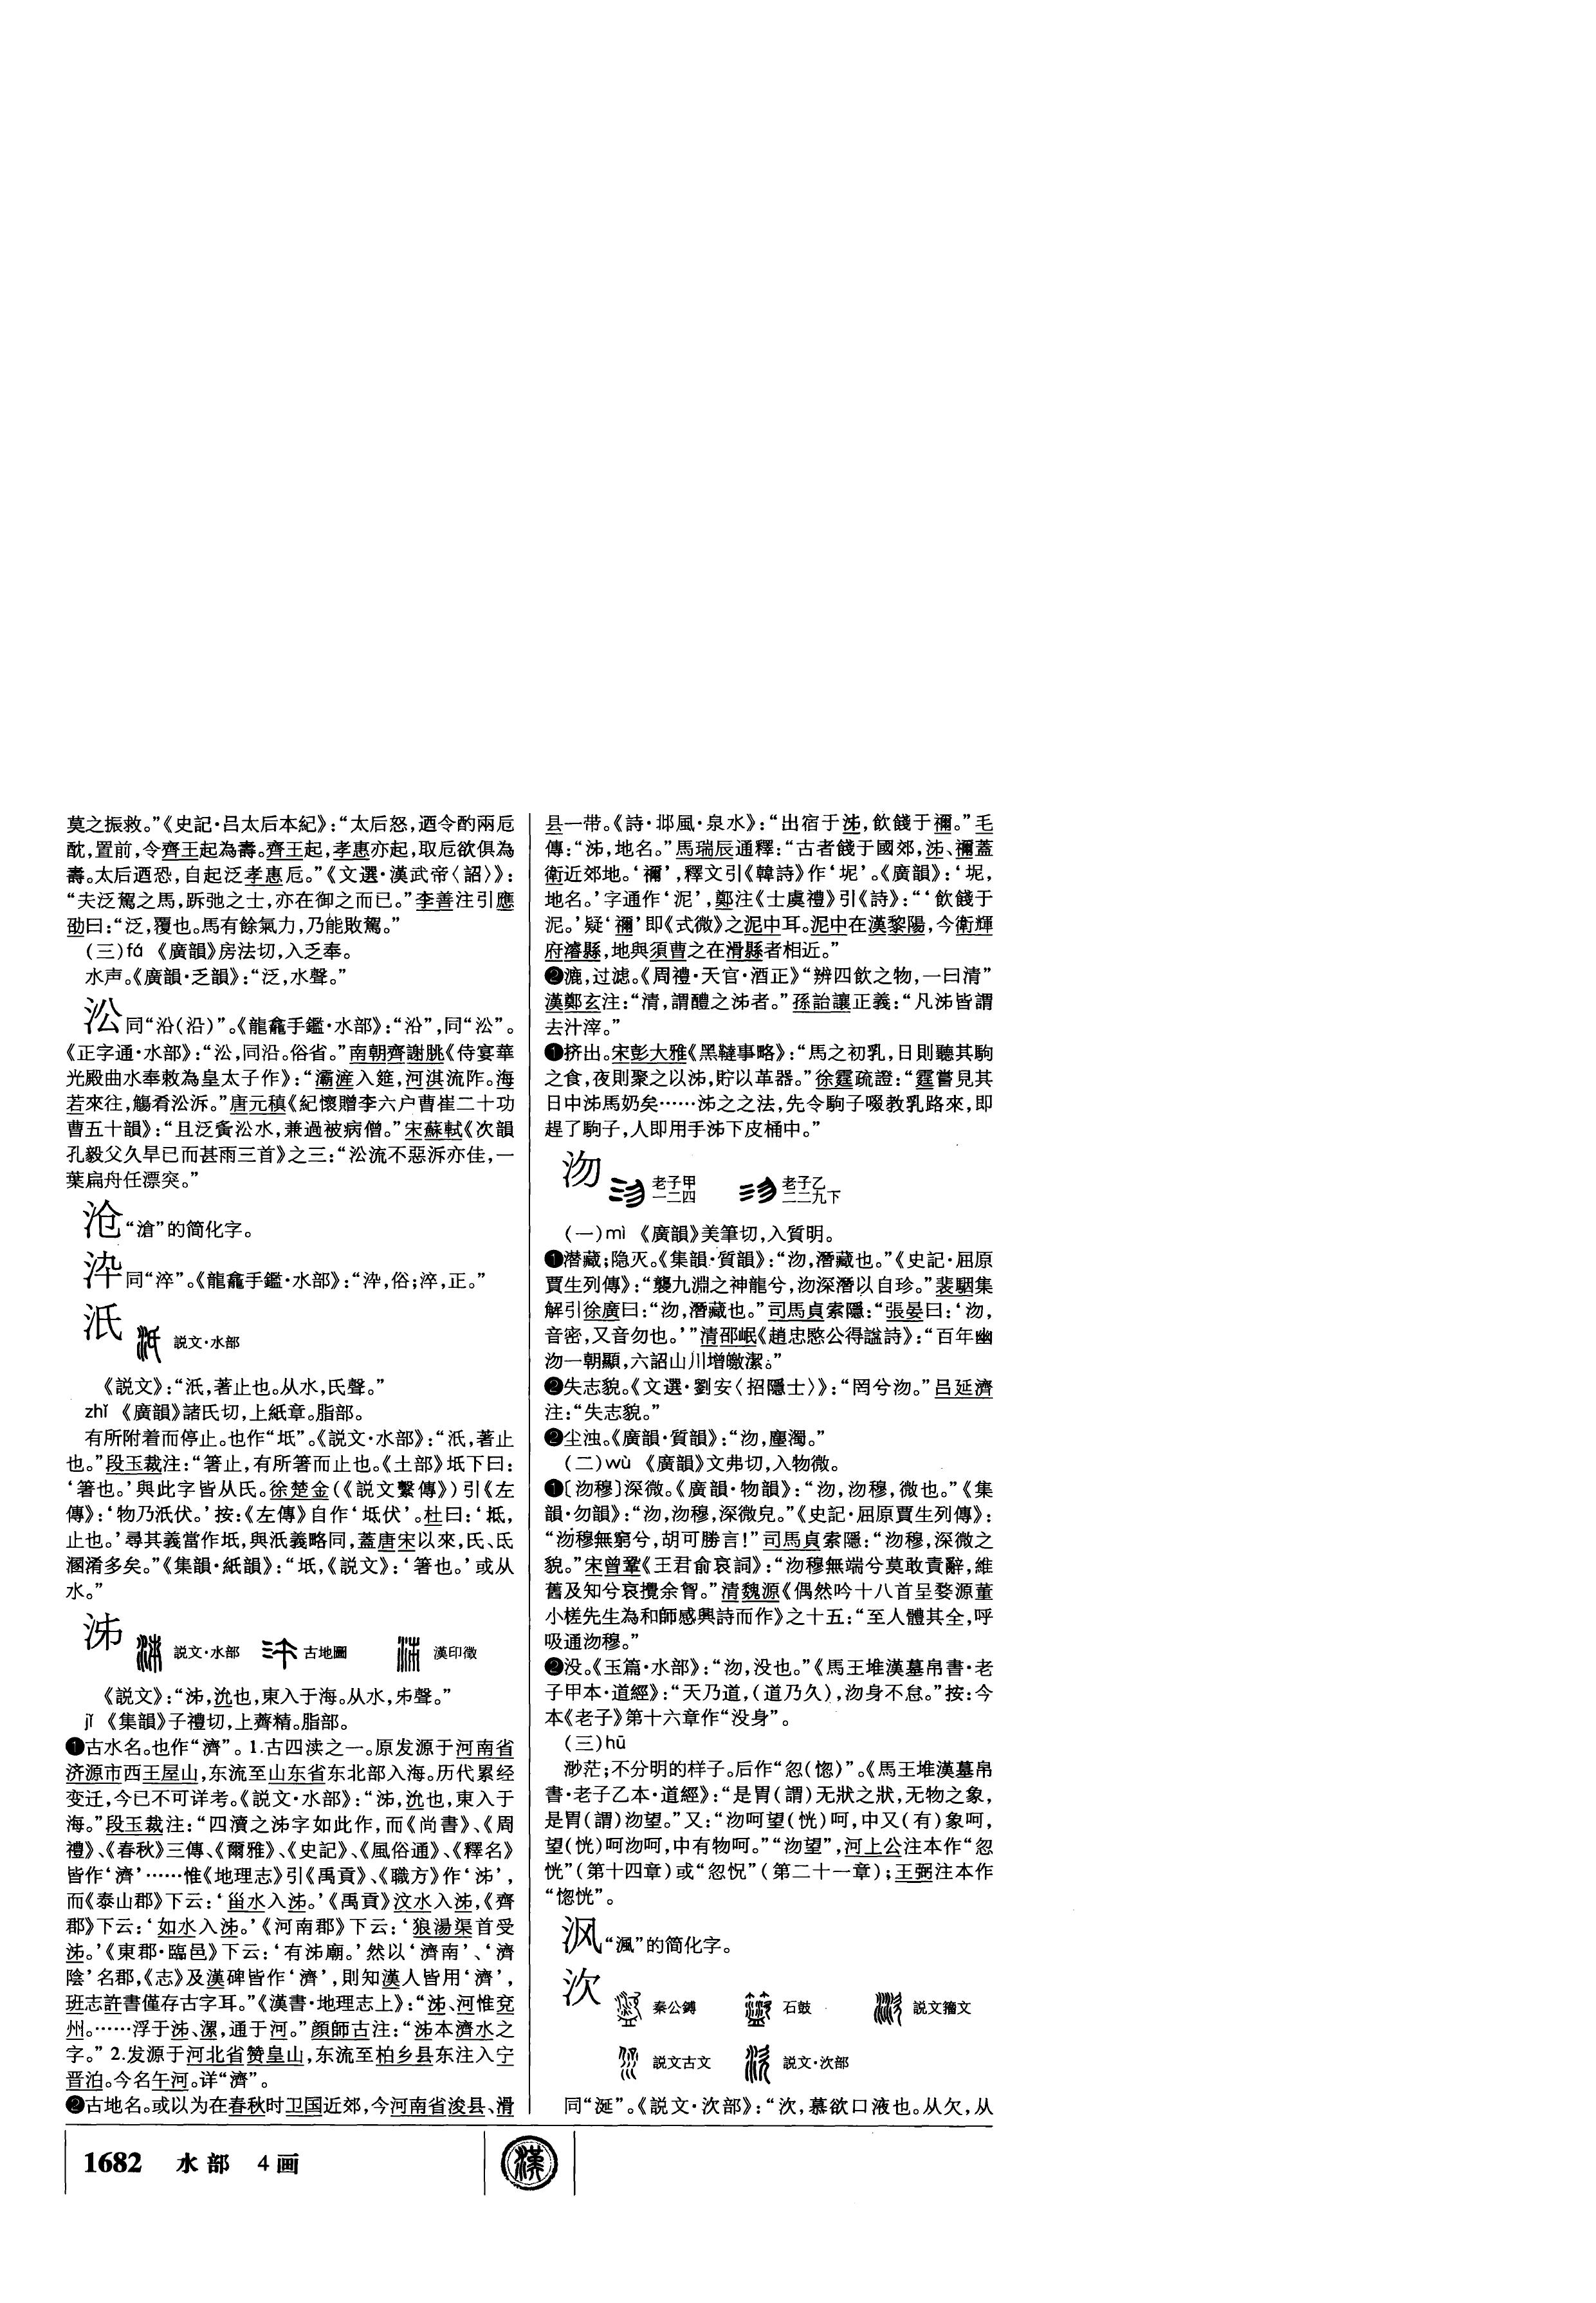 莫之振救。”《史記·吕太后本紀》：“太后怒，迺令酌兩卮
酖，置前，令齊王起為壽。齊王起，孝惠亦起，取卮欲俱為
壽。太后迺恐，自起泛孝惠卮。”《文選·漢武帝〈詔〉》：
“夫泛駕之馬，跅弛之士，亦在御之而已。”李善注引應
劭曰：“泛，覆也。馬有餘氣力，乃能敗駕。”
（三）fá 《廣韻》房法切，入乏奉。
水声。《廣韻·乏韻》：“泛，水聲。”
㳂 同“沿（沿）”。《龍龕手鑑·水部》：“沿”，同“㳂”。
《正字通·水部》：“㳂，同沿。俗省。”南朝齊謝脁《侍宴華
光殿曲水奉敕為皇太子作》：“灞滻入筵，河淇流阼。海
若來往，觴肴㳂泝。”唐元稹《紀懷贈李六户曹崔二十功
曹五十韻》：“且泛夤㳂水，兼過被病僧。”宋蘇軾《次韻
孔毅父久旱已而甚雨三首》之三：“㳂流不惡泝亦佳，一
葉扁舟任漂突。”
沧 “滄”的简化字。
㳃 同“淬”。《龍龕手鑑·水部》：“㳃，俗；淬，正。”
汦 説文·水部
《説文》：“汦，著止也。从水，氏聲。”
zhǐ 《廣韻》諸氏切，上紙章。脂部。
有所附着而停止。也作“坁”。《説文·水部》：“汦，著止
也。”段玉裁注：“箸止，有所箸而止也。《土部》坁下曰：
‘箸也。’與此字皆从氏。徐楚金（《説文繫傳》）引《左
傳》：‘物乃汦伏。’按：《左傳》自作‘坻伏’。杜曰：‘坻，
止也。’尋其義當作坁，與汦義略同，蓋唐宋以來，氏、氐
溷淆多矣。”《集韻·紙韻》：“坁，《説文》：‘箸也。’或从
水。”
泲 説文·水部 古地圖 漢印徵
《説文》：“泲，沇也，東入于海。从水，𠂔聲。”
jǐ 《集韻》子禮切，上薺精。脂部。
❶古水名。也作“濟”。1.古四渎之一。原发源于河南省
济源市西王屋山，东流至山东省东北部入海。历代累经
变迁，今已不可详考。《説文·水部》：“泲，沇也，東入于
海。”段玉裁注：“四瀆之泲字如此作，而《尚書》、《周
禮》、《春秋》三傳、《爾雅》、《史記》、《風俗通》、《釋名》
皆作‘濟’……惟《地理志》引《禹貢》、《職方》作‘泲’，
而《泰山郡》下云：‘甾水入泲。’《禹貢》汶水入泲，《齊
郡》下云：‘如水入泲。’《河南郡》下云：‘狼湯渠首受
泲。’《東郡·臨邑》下云：‘有泲廟。’然以‘濟南’、‘濟
陰’名郡，《志》及漢碑皆作‘濟’，則知漢人皆用‘濟’，
班志許書僅存古字耳。”《漢書·地理志上》：“泲、河惟兗
州。……浮于泲、漯，通于河。”顔師古注：“泲本濟水之
字。”2.发源于河北省赞皇山，东流至柏乡县东注入宁
晋泊。今名午河。详“濟”。
❷古地名。或以为在春秋时卫国近郊，今河南省浚县、滑
县一带。《詩·邶風·泉水》：“出宿于泲，飲餞于禰。”毛
傳：“泲，地名。”馬瑞辰通釋：“古者餞于國郊，泲、禰蓋
衛近郊地。‘禰’，釋文引《韓詩》作‘坭’。《廣韻》：‘坭，
地名。’字通作‘泥’，鄭注《士虞禮》引《詩》：“‘飲餞于
泥。’疑‘禰’即《式微》之泥中耳。泥中在漢黎陽，今衛輝
府濬縣，地與須曹之在滑縣者相近。”
❷漉，过滤。《周禮·天官·酒正》“辨四飲之物，一曰清”
漢鄭玄注：“清，謂醴之泲者。”孫詒讓正義：“凡泲皆謂
去汁滓。”
❶挤出。宋彭大雅《黑韃事略》：“馬之初乳，日則聽其駒
之食，夜則聚之以泲，貯以革器。”徐霆疏證：“霆嘗見其
日中泲馬奶矣……泲之之法，先令駒子啜教乳路來，即
趕了駒子，人即用手泲下皮桶中。”
沕 老子甲一二四 老子乙二二九下
（一）mì 《廣韻》美筆切，入質明。
❶潜藏；隐灭。《集韻·質韻》：“沕，潛藏也。”《史記·屈原
賈生列傳》：“襲九淵之神龍兮，沕深潛以自珍。”裴駰集
解引徐廣曰：“沕，潛藏也。”司馬貞索隱：“張晏曰：‘沕，
音密，又音勿也。’”清邵岷《趙忠愍公得謚詩》：“百年幽
沕一朝顯，六詔山川增皦潔。”
❷失志貌。《文選·劉安〈招隱士〉》：“罔兮沕。”吕延濟
注：“失志貌。”
❷尘浊。《廣韻·質韻》：“沕，塵濁。”
（二）wù 《廣韻》文弗切，入物微。
❶〔沕穆〕深微。《廣韻·物韻》：“沕，沕穆，微也。”《集
韻·勿韻》：“沕，沕穆，深微皃。”《史記·屈原賈生列傳》：
“沕穆無窮兮，胡可勝言！”司馬貞索隱：“沕穆，深微之
貌。”宋曾鞏《王君俞哀詞》：“沕穆無端兮莫敢責辭，維
舊及知兮哀攪余智。”清魏源《偶然吟十八首呈婺源董
小槎先生為和師感興詩而作》之十五：“至人體其全，呼
吸通沕穆。”
❷没。《玉篇·水部》：“沕，没也。”《馬王堆漢墓帛書·老
子甲本·道經》：“天乃道，（道乃久），沕身不怠。”按：今
本《老子》第十六章作“没身”。
（三）hū
渺茫；不分明的样子。后作“忽（惚）”。《馬王堆漢墓帛
書·老子乙本·道經》：“是胃（謂）无狀之狀，无物之象，
是胃（謂）沕望。”又：“沕呵望（恍）呵，中又（有）象呵，
望（恍）呵沕呵，中有物呵。”“沕望”，河上公注本作“忽
恍”（第十四章）或“忽怳”（第二十一章）；王弼注本作
“惚恍”。
沨 “渢”的简化字。
㳄 秦公鎛 石鼓 説文籀文
説文古文 説文·㳄部
同“涎”。《説文·㳄部》：“㳄，慕欲口液也。从欠，从
1682 水部 4画
漢